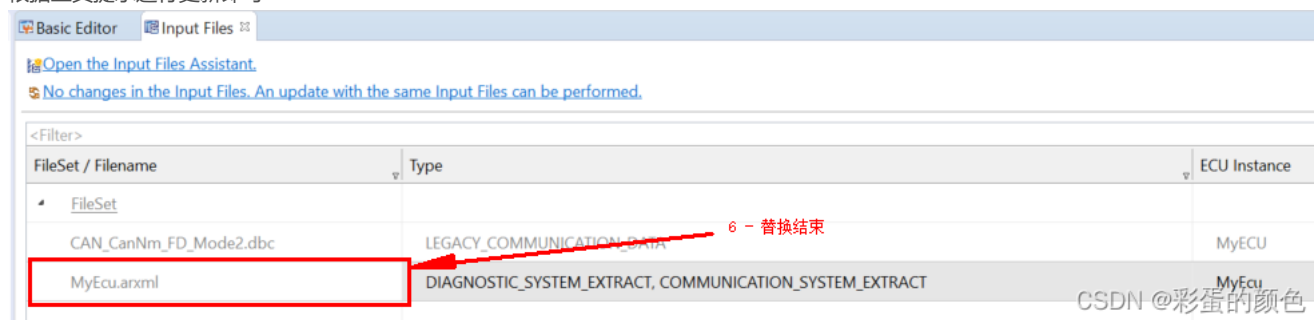 Basic Editor
Input Files
Open the Input Files Assistant.
No changes in the Input Files. An update with the same Input Files can be performed.
<Filter>
FileSet / Filename Type ECU Instance
FileSet
6 - 替换结束
CAN_CanNm_FD_Mode2.dbc LEGACY_COMMUNICATION_DATA MyECU
MyEcu.arxml DIAGNOSTIC_SYSTEM_EXTRACT, COMMUNICATION_SYSTEM_EXTRACT MyEcu
CSDN @彩蛋的颜色